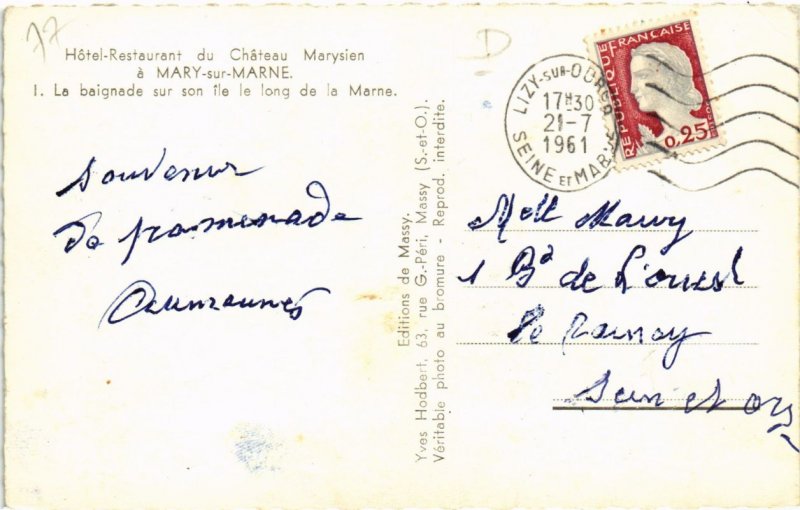 77
D
Hôtel-Restaurant du Château Marysien
à MARY-sur-MARNE.
1. La baignade sur son île le long de la Marne.
Souvenir
De promenade
Editions de Massy.
Yves Hodbert, 63, rue G.-Péri, Massy (S.-et-O.).
Véritable photo au bromure - Reprod. interdite.
LIZY-SUR-OURCQ
17H30
21-7
1961
SEINE ET MARNE
REPUBLIQUE FRANÇAISE
0,25
Melle Maury
1 Bd de L'ouest
le Raincy
Sein et Oise